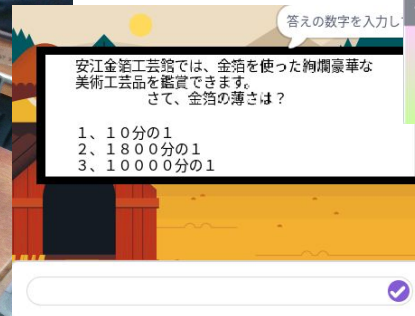 答えの数字を入力し
安江金箔工芸館では、金箔を使った絢爛豪華な
美術工芸品を鑑賞できます。
さて、金箔の薄さは？
１、１０分の１
２、１８００分の１
３、１００００分の１